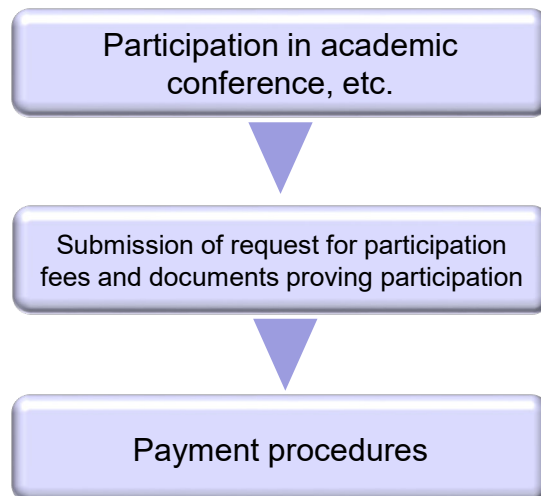 Participation in academic
conference, etc.
Submission of request for participation
fees and documents proving participation
Payment procedures